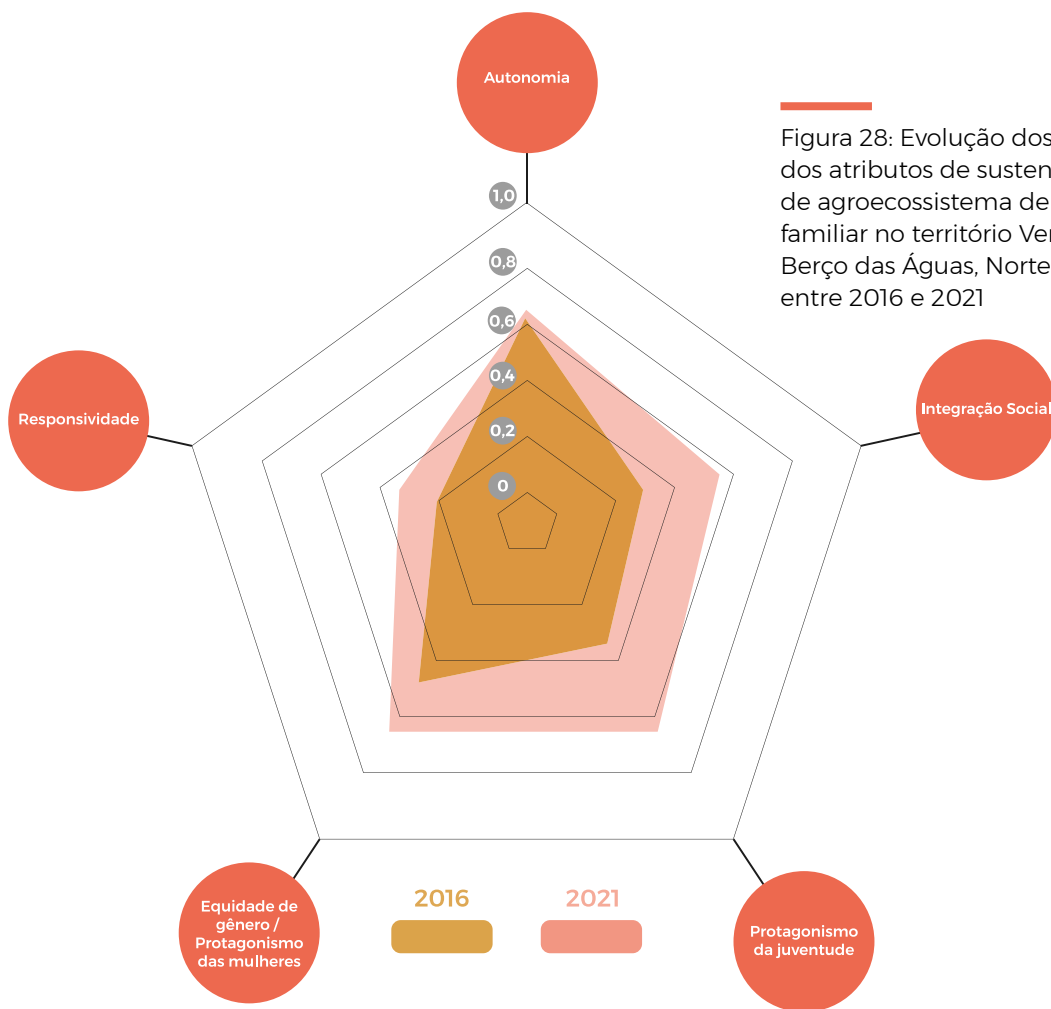 Autonomia
Figura 28: Evolução dos
dos atributos de susten
de agroecossistema de
familiar no território Ver
Berço das Águas, Norte
entre 2016 e 2021
1,0
0,8
0,6
0,4
0,2
0
Responsividade
Integração Social
Equidade de
gênero /
Protagonismo
das mulheres
2016
2021
Protagonismo
da juventude